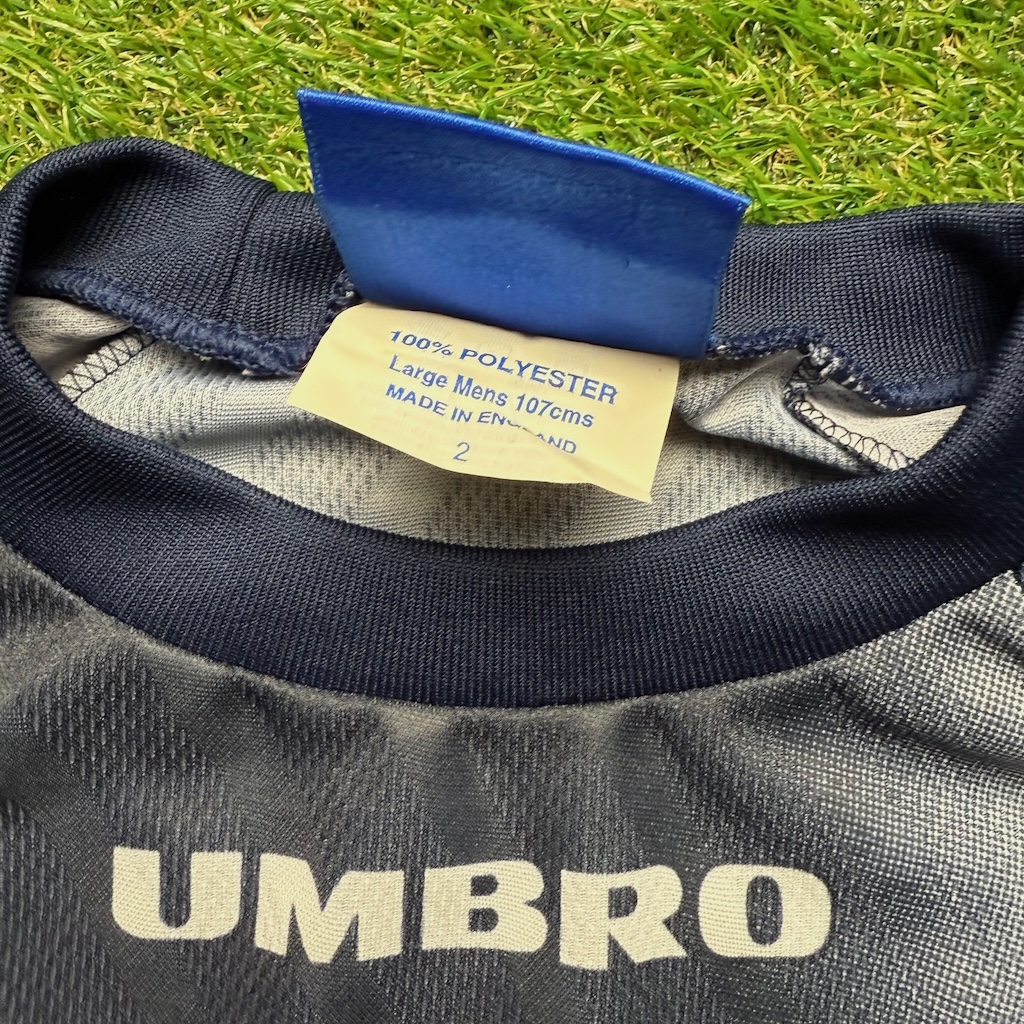 100% POLYESTER
Large Mens 107cms
MADE IN ENGLAND
2
UMBRO